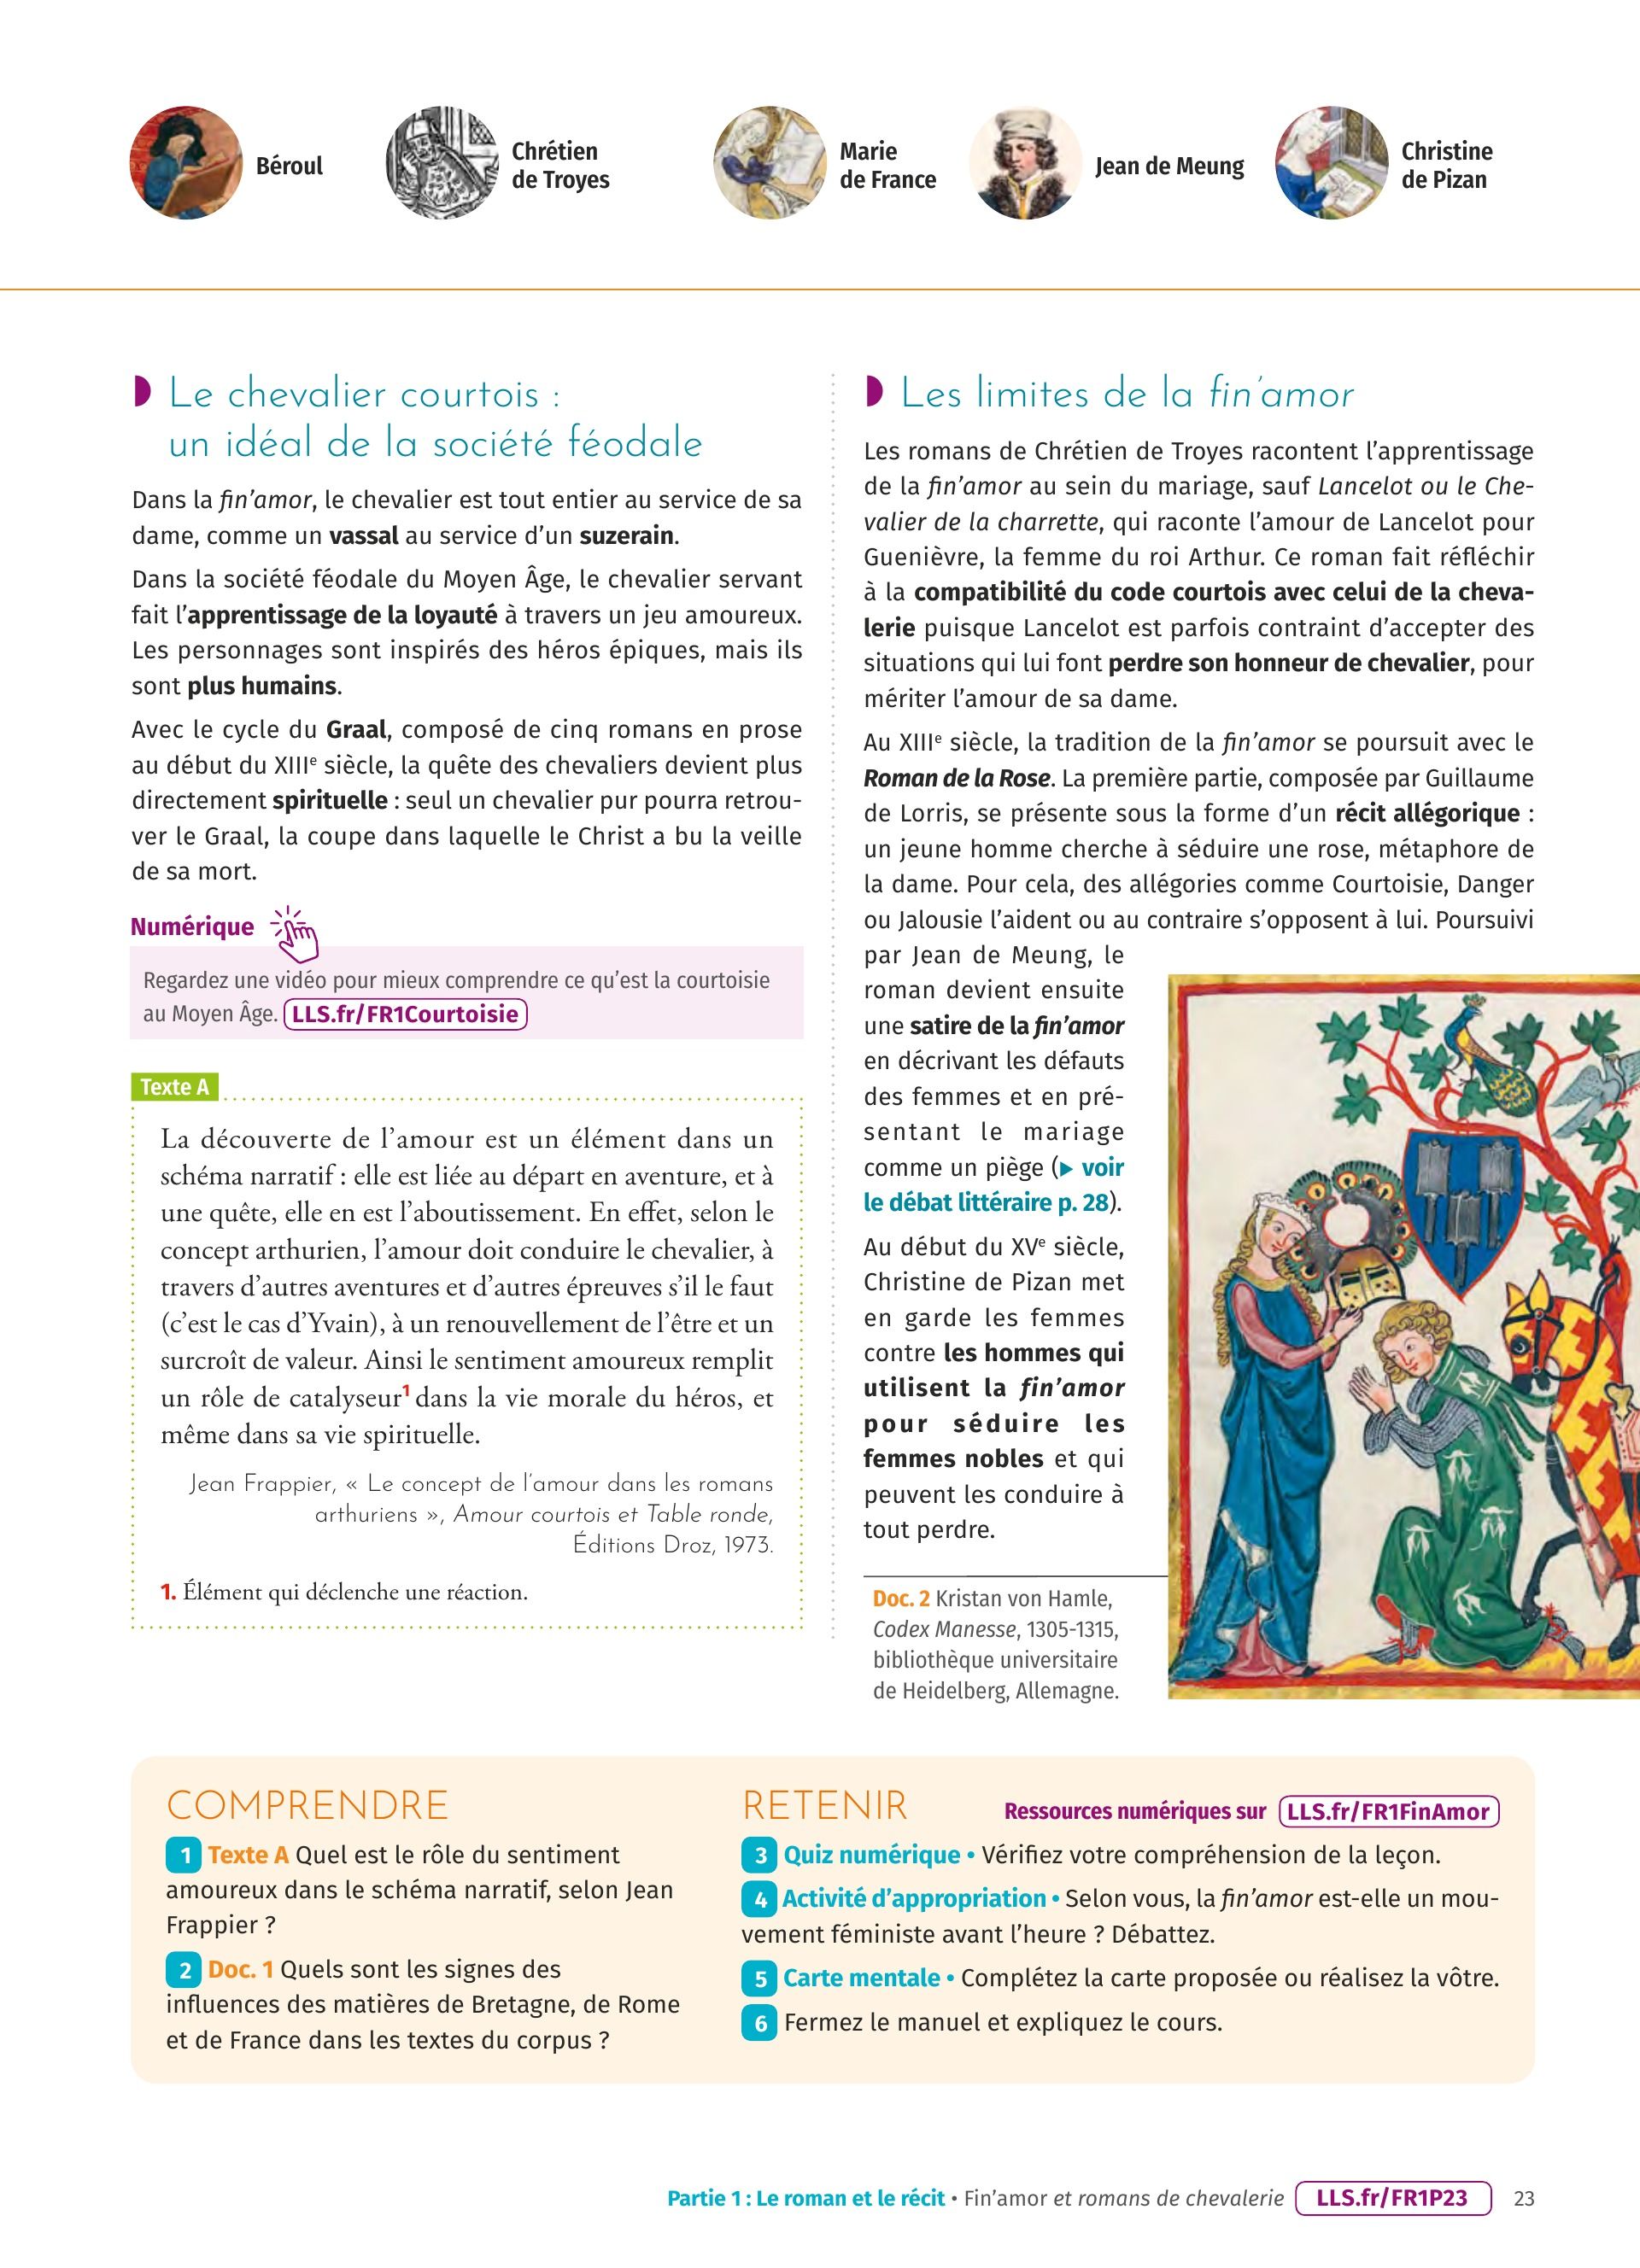 Béroul
Chrétien
de Troyes
Marie
de France
Jean de Meung
Christine
de Pizan
Le chevalier courtois :
un idéal de la société féodale
Dans la fin’amor, le chevalier est tout entier au service de sa
dame, comme un vassal au service d’un suzerain.
Dans la société féodale du Moyen Âge, le chevalier servant
fait l’apprentissage de la loyauté à travers un jeu amoureux.
Les personnages sont inspirés des héros épiques, mais ils
sont plus humains.
Avec le cycle du Graal, composé de cinq romans en prose
au début du XIIIe siècle, la quête des chevaliers devient plus
directement spirituelle : seul un chevalier pur pourra retrou-
ver le Graal, la coupe dans laquelle le Christ a bu la veille
de sa mort.
Numérique
Regardez une vidéo pour mieux comprendre ce qu’est la courtoisie
au Moyen Âge. LLS.fr/FR1Courtoisie
Texte A
La découverte de l’amour est un élément dans un
schéma narratif : elle est liée au départ en aventure, et à
une quête, elle en est l’aboutissement. En effet, selon le
concept arthurien, l’amour doit conduire le chevalier, à
travers d’autres aventures et d’autres épreuves s’il le faut
(c’est le cas d’Yvain), à un renouvellement de l’être et un
surcroît de valeur. Ainsi le sentiment amoureux remplit
un rôle de catalyseur1 dans la vie morale du héros, et
même dans sa vie spirituelle.
Jean Frappier, « Le concept de l’amour dans les romans
arthuriens », Amour courtois et Table ronde,
Éditions Droz, 1973.
1. Élément qui déclenche une réaction.
Les limites de la fin’amor
Les romans de Chrétien de Troyes racontent l’apprentissage
de la fin’amor au sein du mariage, sauf Lancelot ou le Che-
valier de la charrette, qui raconte l’amour de Lancelot pour
Guenièvre, la femme du roi Arthur. Ce roman fait réfléchir
à la compatibilité du code courtois avec celui de la cheva-
lerie puisque Lancelot est parfois contraint d’accepter des
situations qui lui font perdre son honneur de chevalier, pour
mériter l’amour de sa dame.
Au XIIIe siècle, la tradition de la fin’amor se poursuit avec le
Roman de la Rose. La première partie, composée par Guillaume
de Lorris, se présente sous la forme d’un récit allégorique :
un jeune homme cherche à séduire une rose, métaphore de
la dame. Pour cela, des allégories comme Courtoisie, Danger
ou Jalousie l’aident ou au contraire s’opposent à lui. Poursuivi
par Jean de Meung, le
roman devient ensuite
une satire de la fin’amor
en décrivant les défauts
des femmes et en pré-
sentant le mariage
comme un piège (▶ voir
le débat littéraire p. 28).
Au début du XVe siècle,
Christine de Pizan met
en garde les femmes
contre les hommes qui
utilisent la fin’amor
pour séduire les
femmes nobles et qui
peuvent les conduire à
tout perdre.
Doc. 2 Kristan von Hamle,
Codex Manesse, 1305-1315,
bibliothèque universitaire
de Heidelberg, Allemagne.
COMPRENDRE
1 Texte A Quel est le rôle du sentiment
amoureux dans le schéma narratif, selon Jean
Frappier ?
2 Doc. 1 Quels sont les signes des
influences des matières de Bretagne, de Rome
et de France dans les textes du corpus ?
RETENIR
Ressources numériques sur LLS.fr/FR1FinAmor
3 Quiz numérique • Vérifiez votre compréhension de la leçon.
4 Activité d’appropriation • Selon vous, la fin’amor est-elle un mou-
vement féministe avant l’heure ? Débattez.
5 Carte mentale • Complétez la carte proposée ou réalisez la vôtre.
6 Fermez le manuel et expliquez le cours.
Partie 1 : Le roman et le récit • Fin’amor et romans de chevalerie LLS.fr/FR1P23 23